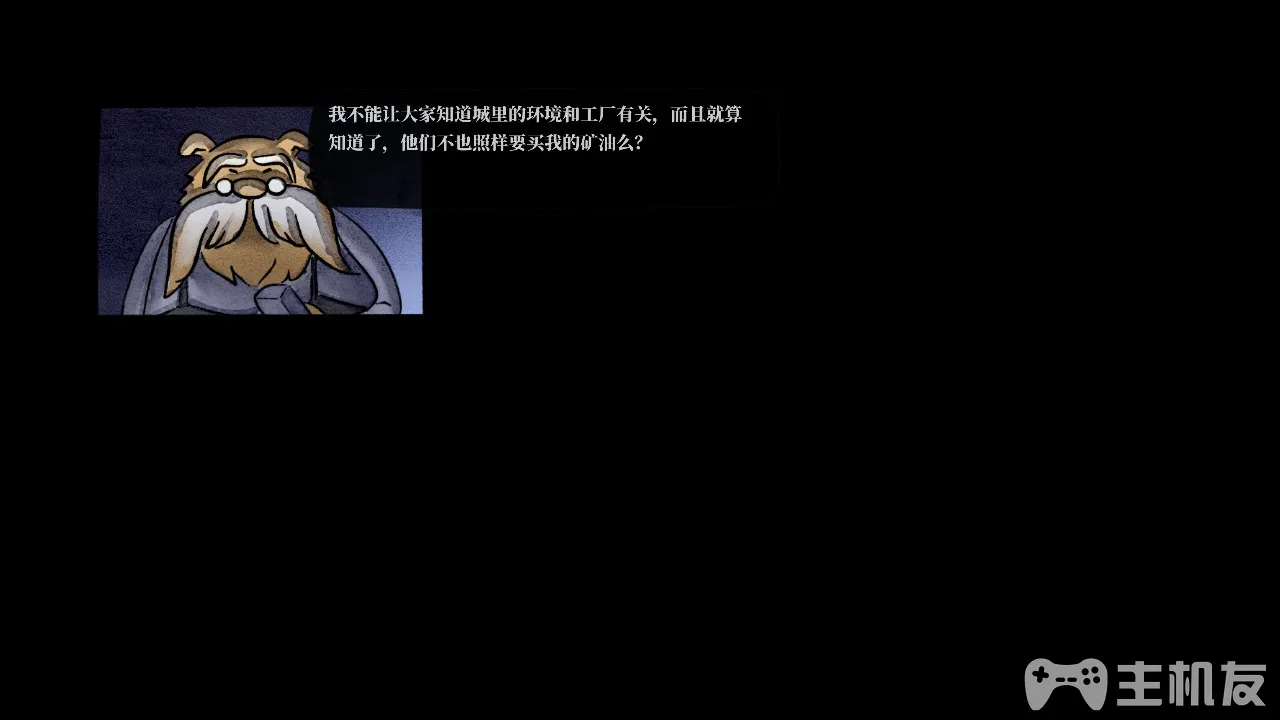 我不能让大家知道城里的环境和工厂有关，而且就算
知道了，他们不也照样要买我的矿油么？
主机友